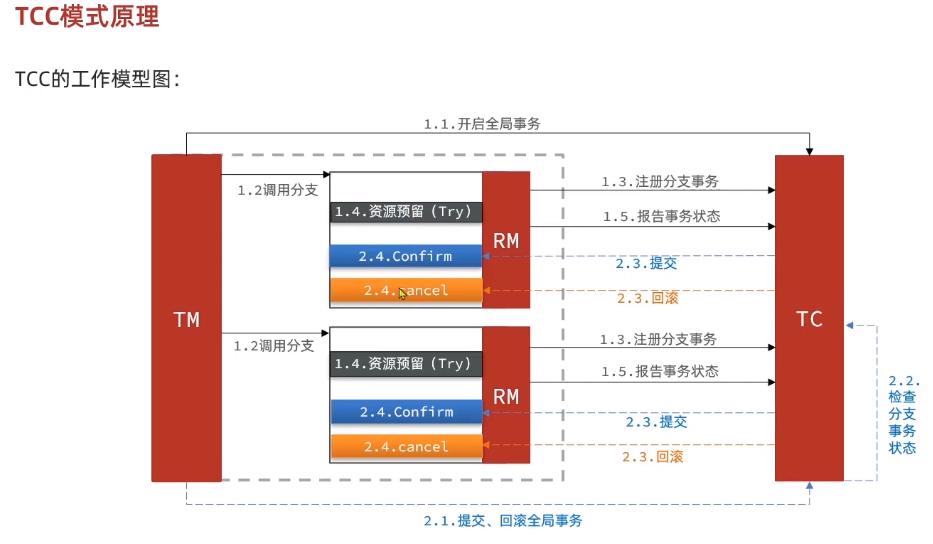 TCC模式原理
TCC的工作模型图：
1.1.开启全局事务
1.2调用分支
1.3.注册分支事务
1.4.资源预留（Try）
1.5.报告事务状态
RM
2.4.Confirm
2.3.提交
2.4.cancel
2.3.回滚
TM
TC
1.2调用分支
1.3.注册分支事务
1.4.资源预留（Try）
1.5.报告事务状态
RM
2.4.Confirm
2.3.提交
2.4.cancel
2.3.回滚
2.2.
检查
分支
事务
状态
2.1.提交、回滚全局事务